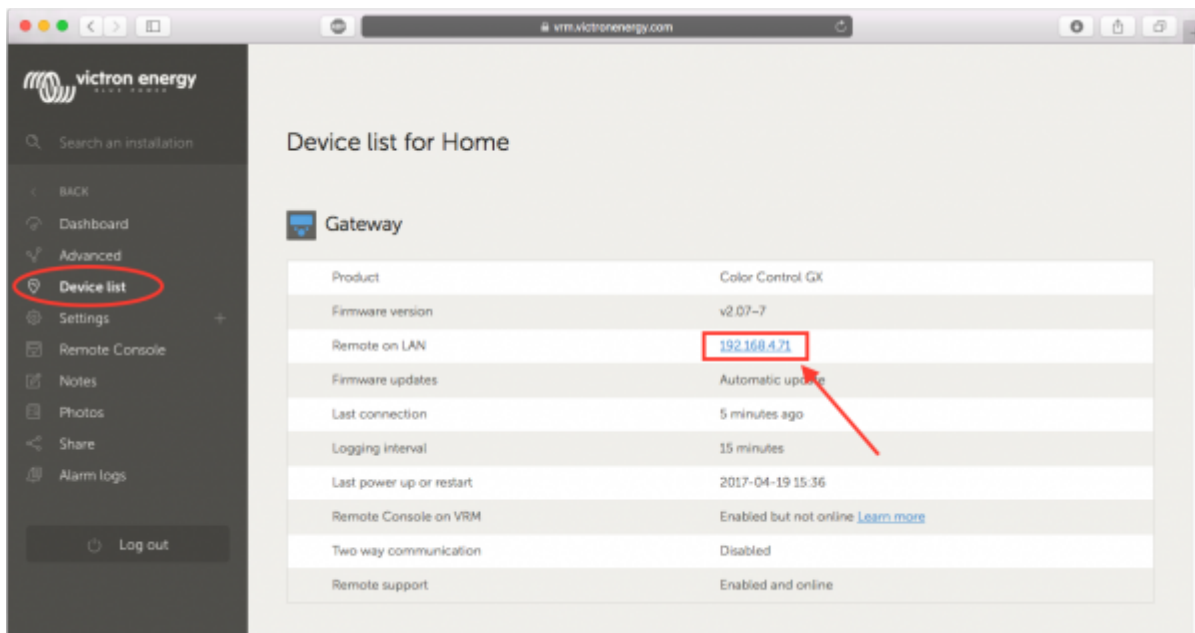 vrm.victronenergy.com
victron energy
BLUE POWER
Search an installation
BACK
Dashboard
Advanced
Device list
Settings
Remote Console
Notes
Photos
Share
Alarm logs
Log out
Device list for Home
Gateway
Product Color Control GX
Firmware version v2.07-7
Remote on LAN 192.168.4.71
Firmware updates Automatic update
Last connection 5 minutes ago
Logging interval 15 minutes
Last power up or restart 2017-04-19 15:36
Remote Console on VRM Enabled but not online Learn more
Two way communication Disabled
Remote support Enabled and online